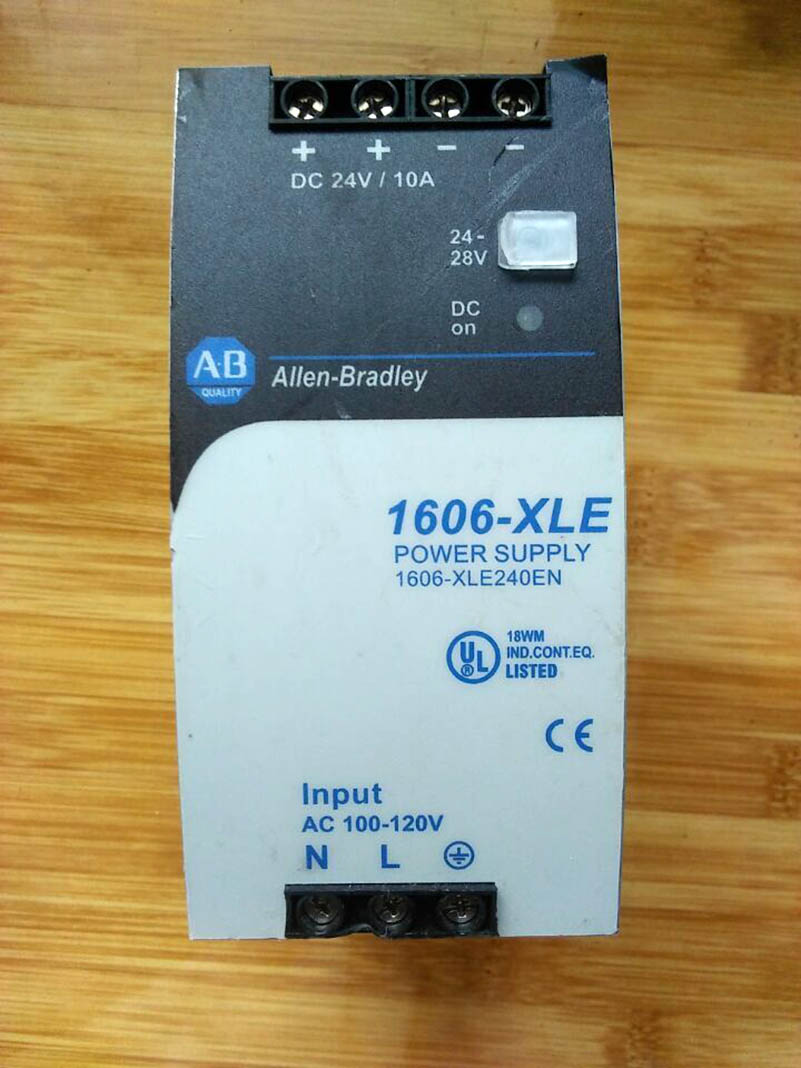 + + - -
DC 24V / 10A
24-
28V
DC
on
A·B
QUALITY
Allen-Bradley
1606-XLE
POWER SUPPLY
1606-XLE240EN
UL
®
18WM
IND.CONT.EQ.
LISTED
CE
Input
AC 100-120V
N L